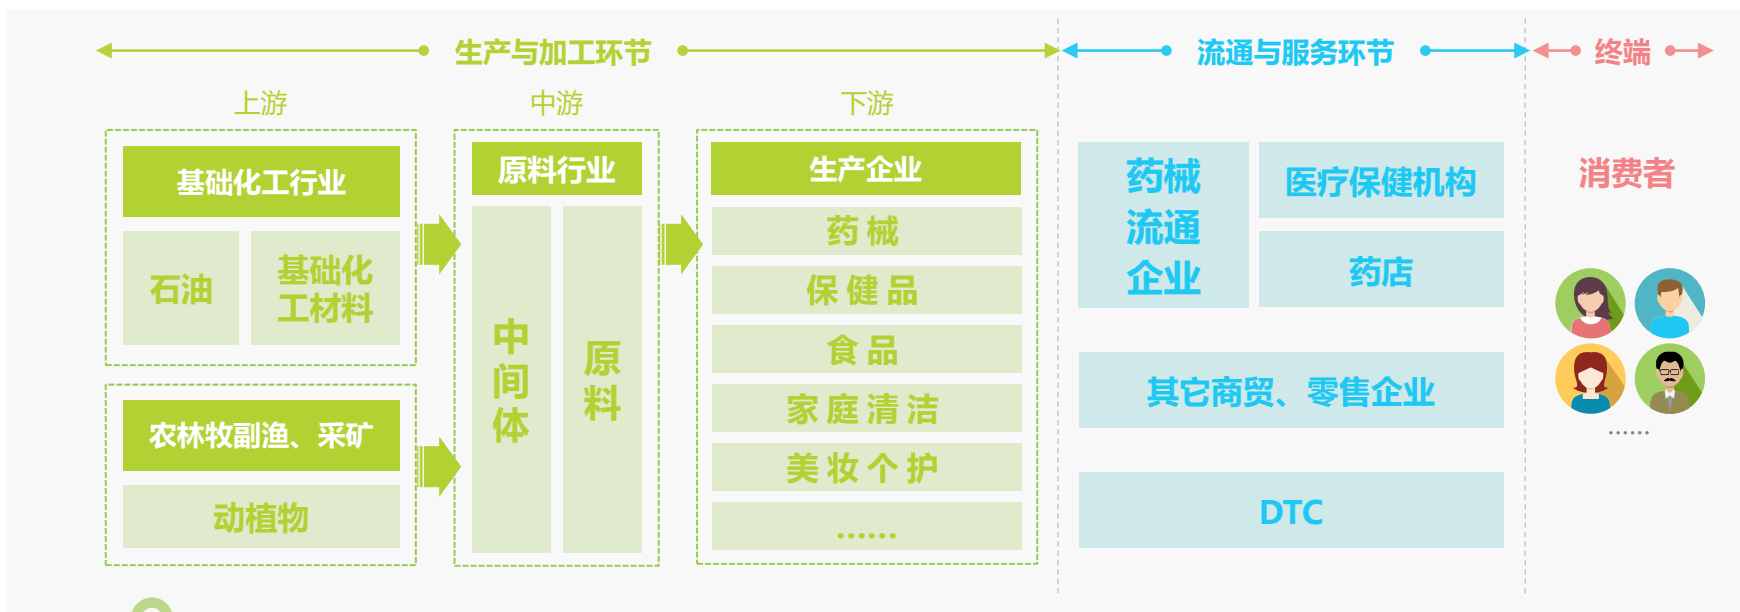 生产与加工环节
流通与服务环节
终端
上游
中游
下游
基础化工行业
石油
基础化
工材料
农林牧副渔、采矿
动植物
原料行业
中
间
体
原
料
生产企业
药械
保健品
食品
家庭清洁
美妆个护
......
药械
流通
企业
医疗保健机构
药店
其它商贸、零售企业
DTC
消费者
......